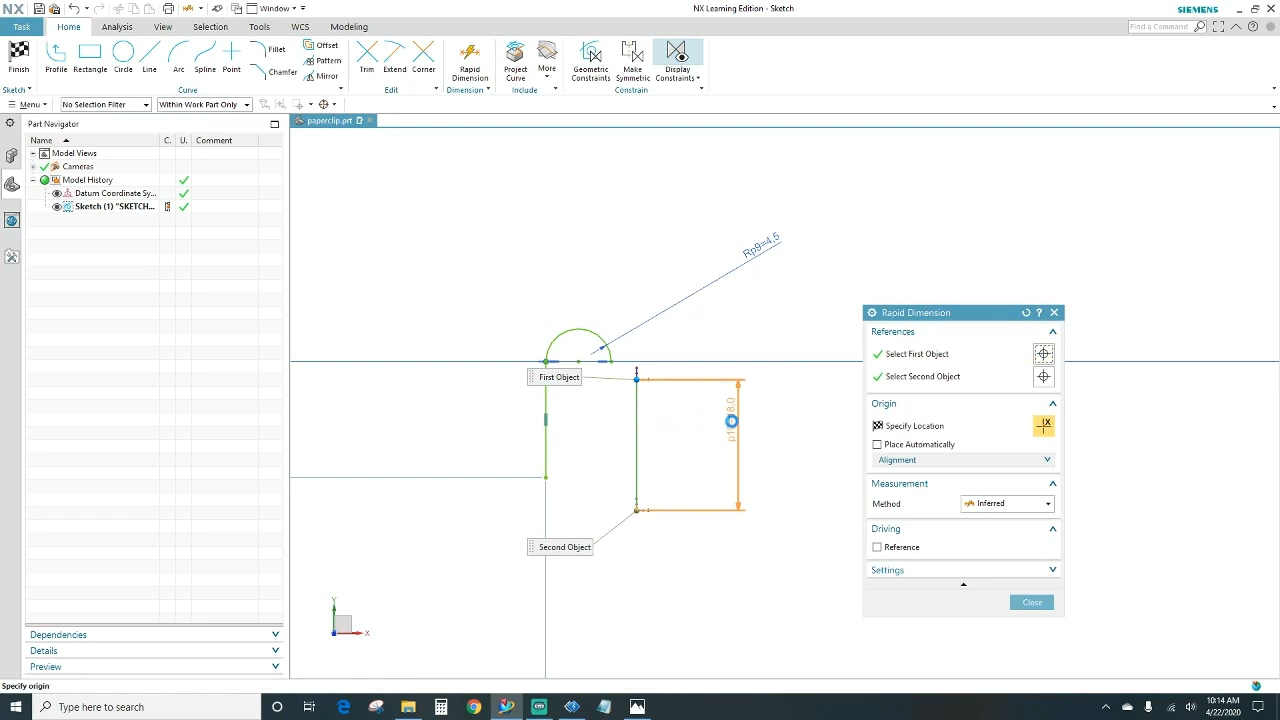 NX
Window
NX Learning Edition - Sketch
SIEMENS
Task
Home
Analysis
View
Selection
Tools
WCS
Modeling
Find a Command
Finish
Profile
Rectangle
Circle
Line
Arc
Spline
Point
Fillet
Chamfer
Offset
Pattern
Mirror
Trim
Extend
Corner
Rapid
Dimension
Project
Curve
More
Geometric
Constraints
Make
Symmetric
Display
Constraints
Sketch
Curve
Edit
Dimension
Include
Constrain
Menu
No Selection Filter
Within Work Part Only
Part Navigator
paperclip.prt
Name
C.
U.
Comment
Model Views
Cameras
Model History
Datum Coordinate Sy...
Sketch (1) "SKETCH...
Rp9=4.5
First Object
8.0
Second Object
Y
X
Rapid Dimension
References
Select First Object
Select Second Object
Origin
Specify Location
Place Automatically
Alignment
Measurement
Method
Inferred
Driving
Reference
Settings
Close
Dependencies
Details
Preview
Specify origin
Type here to search
10:14 AM
4/22/2020